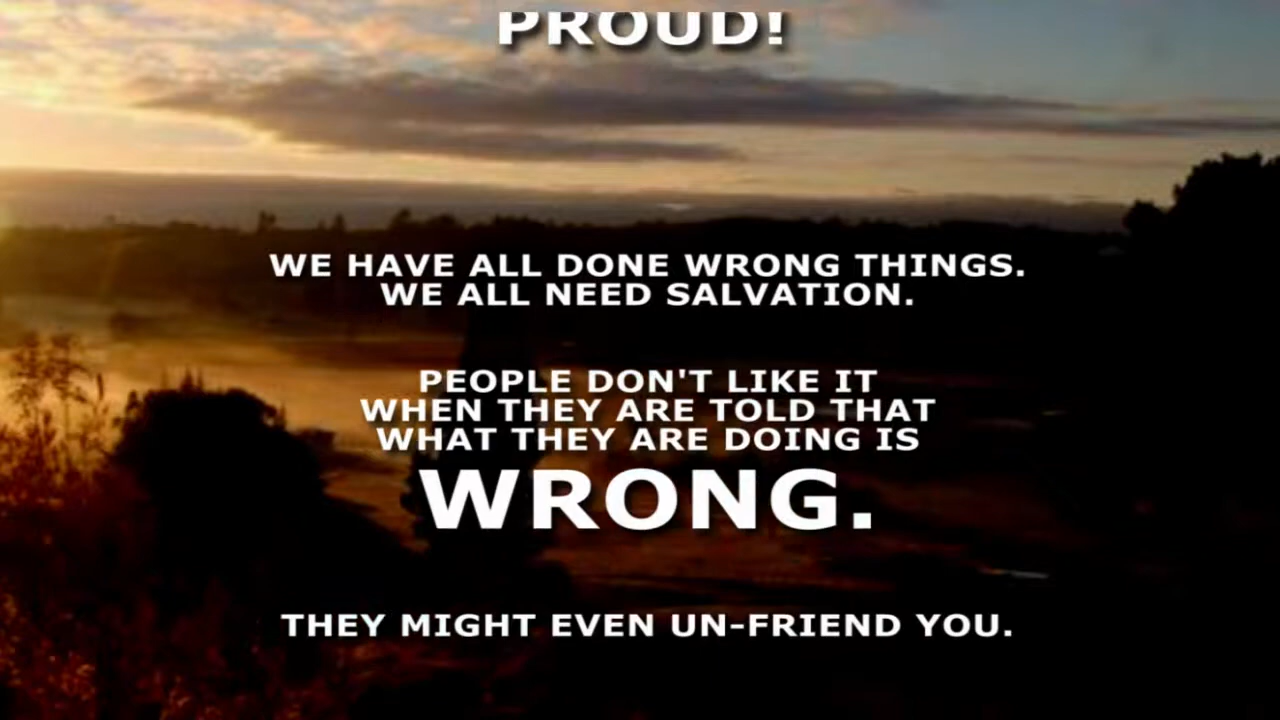 PROUD!
WE HAVE ALL DONE WRONG THINGS.
WE ALL NEED SALVATION.
PEOPLE DON'T LIKE IT
WHEN THEY ARE TOLD THAT
WHAT THEY ARE DOING IS
WRONG.
THEY MIGHT EVEN UN-FRIEND YOU.